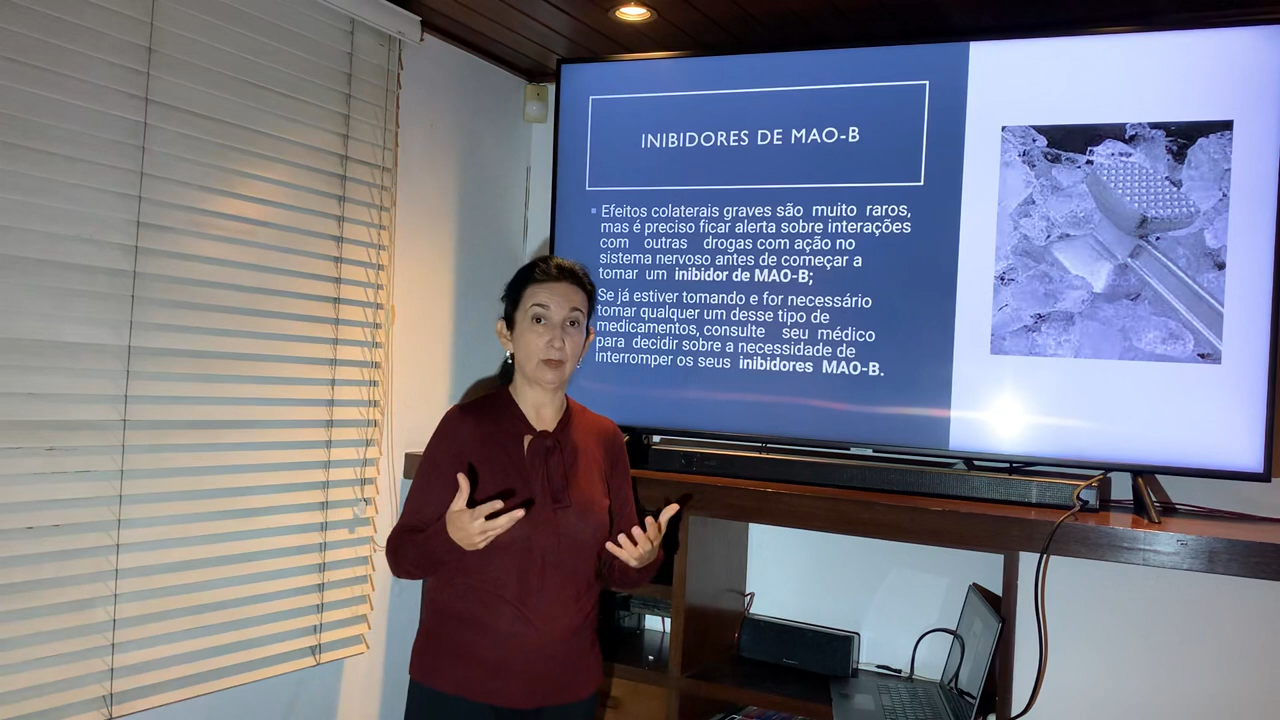 INIBIDORES DE MAO-B
Efeitos colaterais graves são muito raros,
mas é preciso ficar alerta sobre interações
com outras drogas com ação no
sistema nervoso antes de começar a
tomar um inibidor de MAO-B;
Se já estiver tomando e for necessário
tomar qualquer um desse tipo de
medicamentos, consulte seu médico
para decidir sobre a necessidade de
interromper os seus inibidores MAO-B.